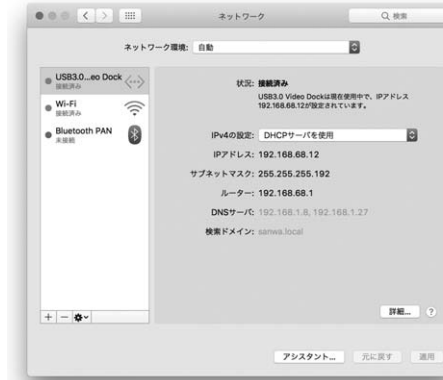 ネットワーク
検索
ネットワーク環境: 自動
USB3.0...eo Dock
接続済み
Wi-Fi
接続済み
Bluetooth PAN
未接続
状況: 接続済み
USB3.0 Video Dockは現在使用中で、IPアドレス
192.168.68.12が設定されています。
IPv4の設定: DHCPサーバを使用
IPアドレス: 192.168.68.12
サブネットマスク: 255.255.255.192
ルーター: 192.168.68.1
DNSサーバ: 192.168.1.8, 192.168.1.27
検索ドメイン: sanwa.local
詳細...
?
アシスタント...
元に戻す
適用